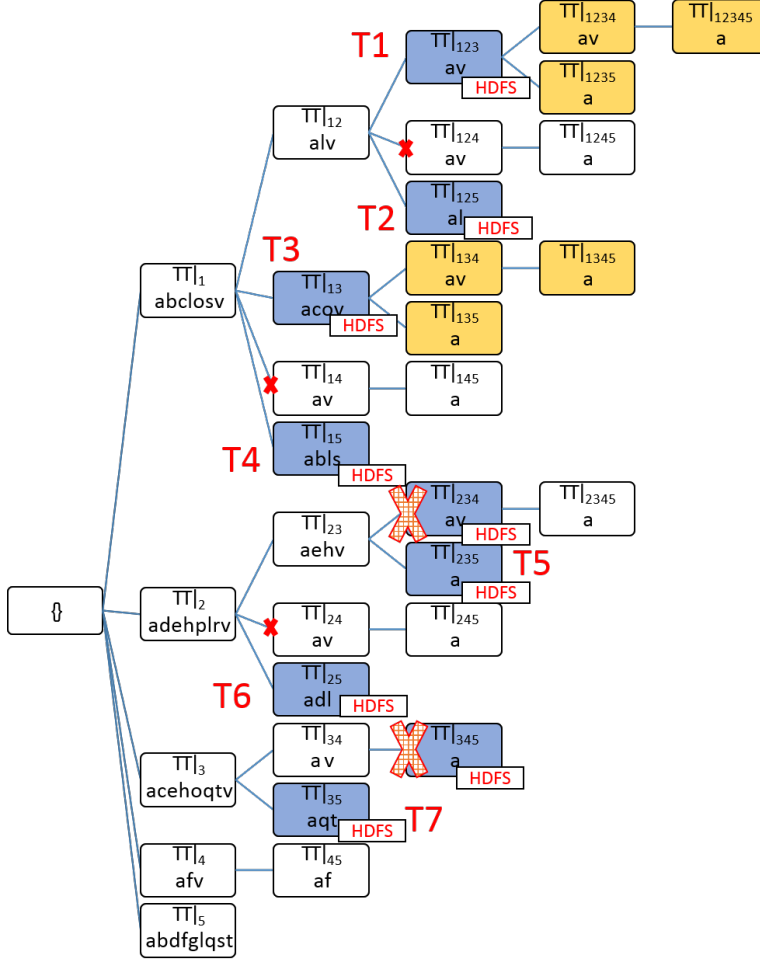 T1
TT|123
av
HDFS
TT|1234
av
TT|12345
a
TT|1235
a
TT|12
alv
TT|124
av
TT|1245
a
T2
TT|125
al
HDFS
T3
TT|1
abclosv
TT|13
acov
HDFS
TT|134
av
TT|1345
a
TT|135
a
TT|14
av
TT|145
a
T4
TT|15
abls
HDFS
TT|23
aehv
TT|234
av
HDFS
TT|2345
a
TT|235
a
HDFS
T5
{}
TT|2
adehplrv
TT|24
av
TT|245
a
T6
TT|25
adl
HDFS
TT|3
acehoqtv
TT|34
av
TT|345
a
HDFS
TT|35
aqt
HDFS
T7
TT|4
afv
TT|45
af
TT|5
abdfglqst